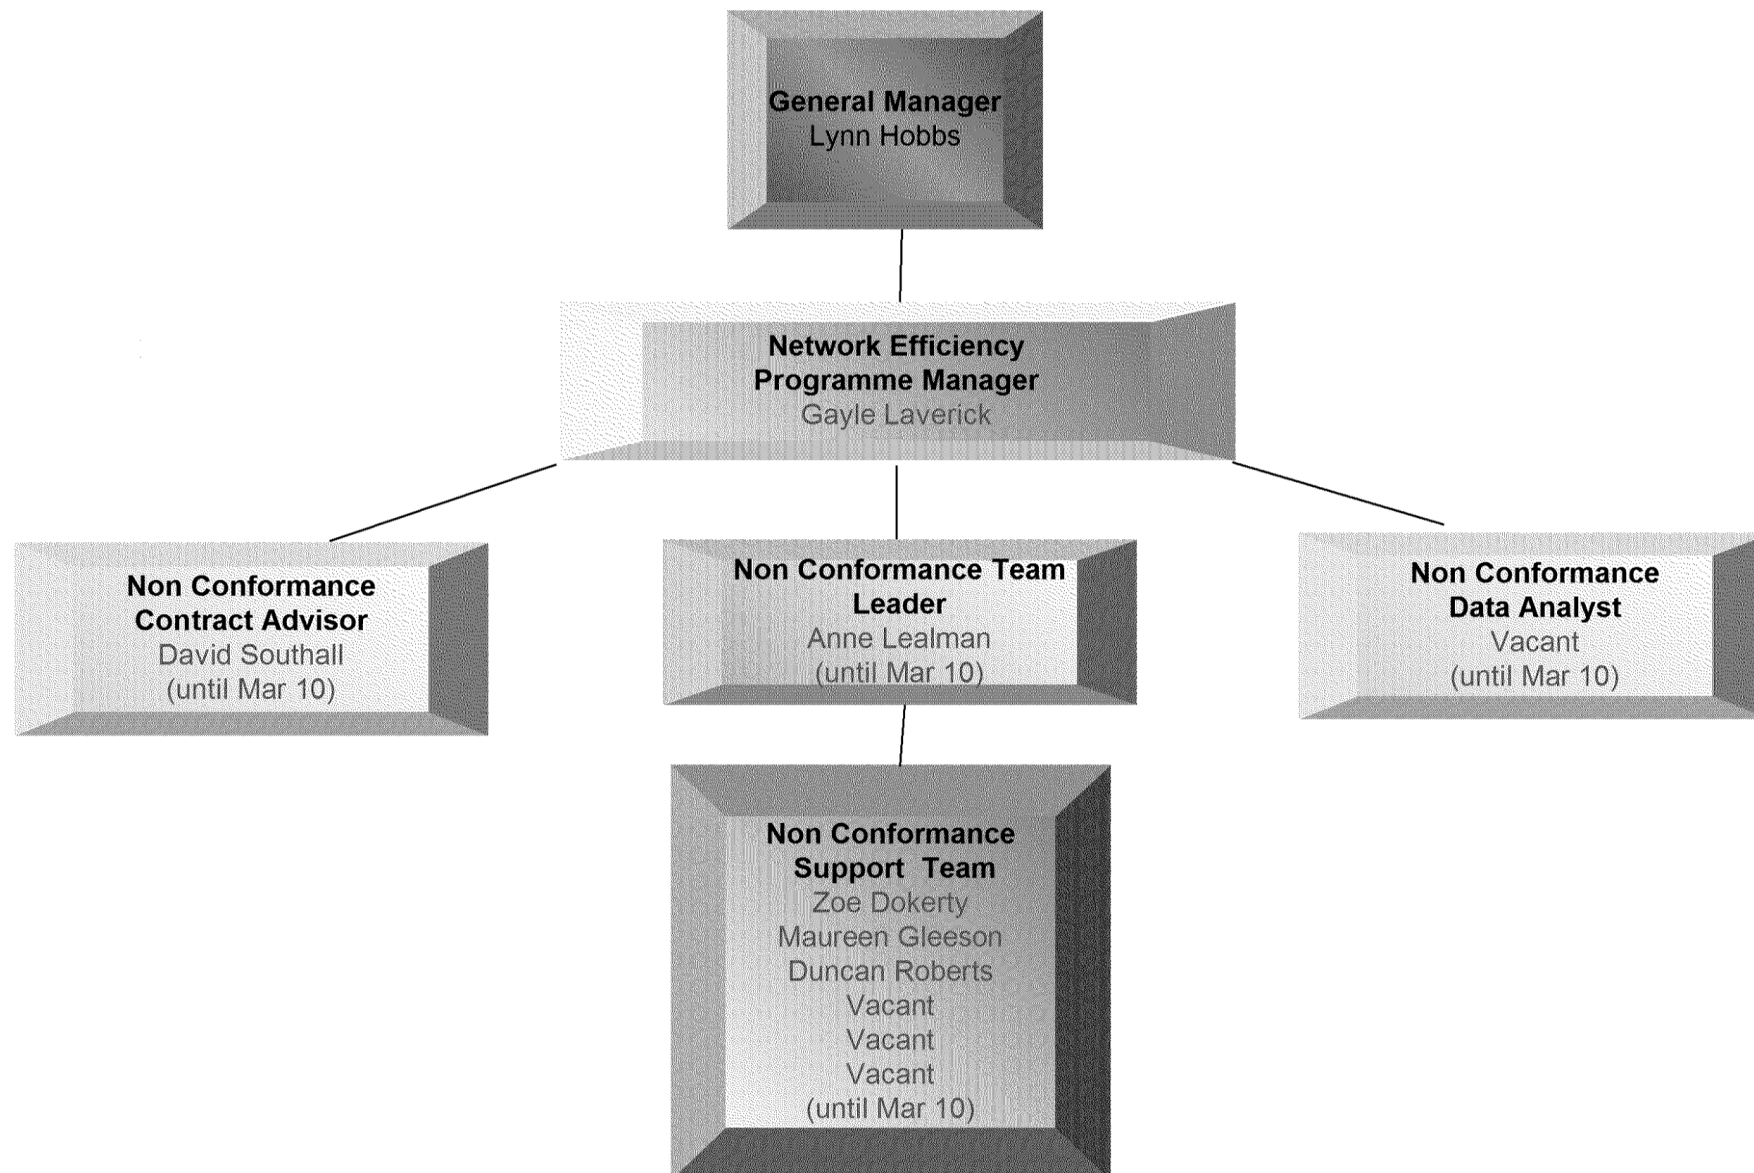 General Manager
Lynn Hobbs
Network Efficiency
Programme Manager
Gayle Laverick
Non Conformance
Contract Advisor
David Southall
(until Mar 10)
Non Conformance Team
Leader
Anne Lealman
(until Mar 10)
Non Conformance
Data Analyst
Vacant
(until Mar 10)
Non Conformance
Support  Team
Zoe Dokerty
Maureen Gleeson
Duncan Roberts
Vacant
Vacant
Vacant
(until Mar 10)